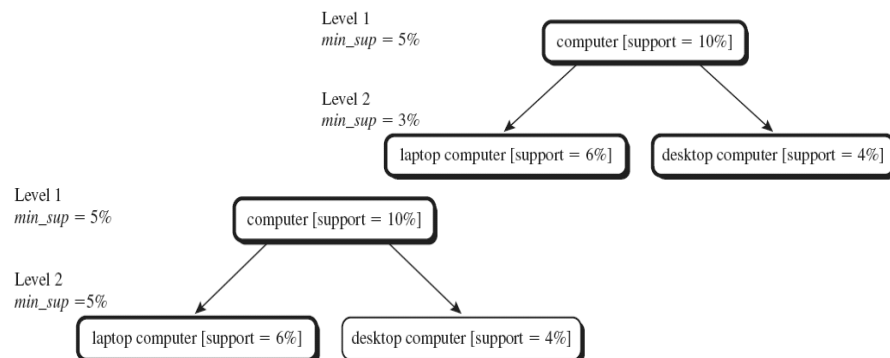 Level 1
min_sup = 5%
computer [support = 10%]
Level 2
min_sup = 3%
laptop computer [support = 6%]
desktop computer [support = 4%]
Level 1
min_sup = 5%
computer [support = 10%]
Level 2
min_sup =5%
laptop computer [support = 6%]
desktop computer [support = 4%]